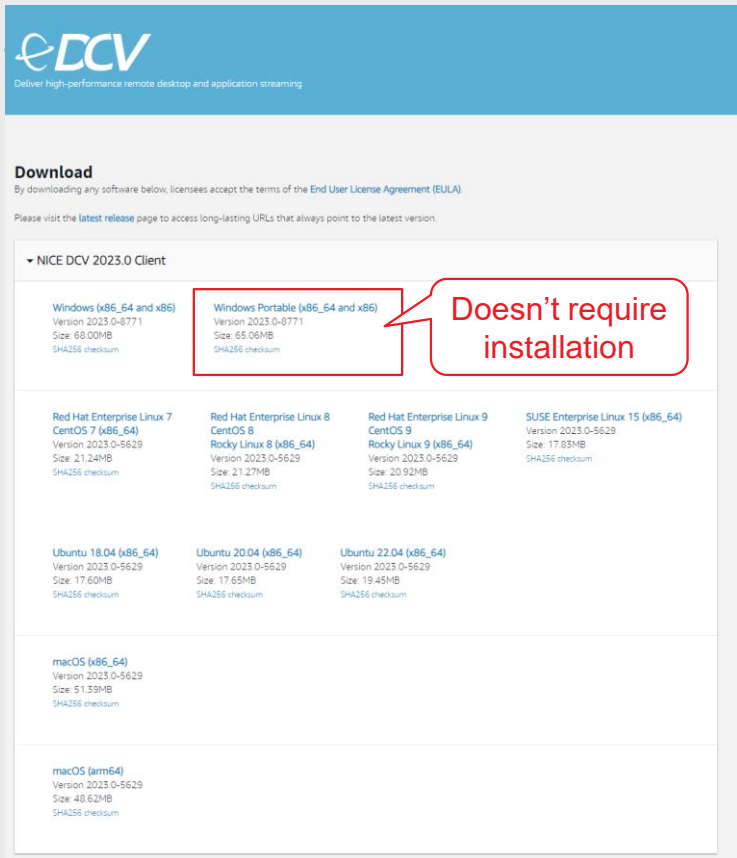 eDCV
Deliver high-performance remote desktop and application streaming
Download
By downloading any software below, licensees accept the terms of the End User License Agreement (EULA).
Please visit the latest release page to access long-lasting URLs that always point to the latest version.
NICE DCV 2023.0 Client
Windows (x86_64 and x86)
Version 2023.0-8771
Size: 68.00MB
SHA256 checksum
Windows Portable (x86_64 and x86)
Version 2023.0-8771
Size: 65.06MB
SHA256 checksum
Doesn’t require
installation
Red Hat Enterprise Linux 7
CentOS 7 (x86_64)
Version 2023.0-5629
Size: 21.24MB
SHA256 checksum
Red Hat Enterprise Linux 8
CentOS 8
Rocky Linux 8 (x86_64)
Version 2023.0-5629
Size: 21.27MB
SHA256 checksum
Red Hat Enterprise Linux 9
CentOS 9
Rocky Linux 9 (x86_64)
Version 2023.0-5629
Size: 20.92MB
SHA256 checksum
SUSE Enterprise Linux 15 (x86_64)
Version 2023.0-5629
Size: 17.83MB
SHA256 checksum
Ubuntu 18.04 (x86_64)
Version 2023.0-5629
Size: 17.60MB
SHA256 checksum
Ubuntu 20.04 (x86_64)
Version 2023.0-5629
Size: 17.65MB
SHA256 checksum
Ubuntu 22.04 (x86_64)
Version 2023.0-5629
Size: 19.45MB
SHA256 checksum
macOS (x86_64)
Version 2023.0-5629
Size: 51.39MB
SHA256 checksum
macOS (arm64)
Version 2023.0-5629
Size: 48.62MB
SHA256 checksum